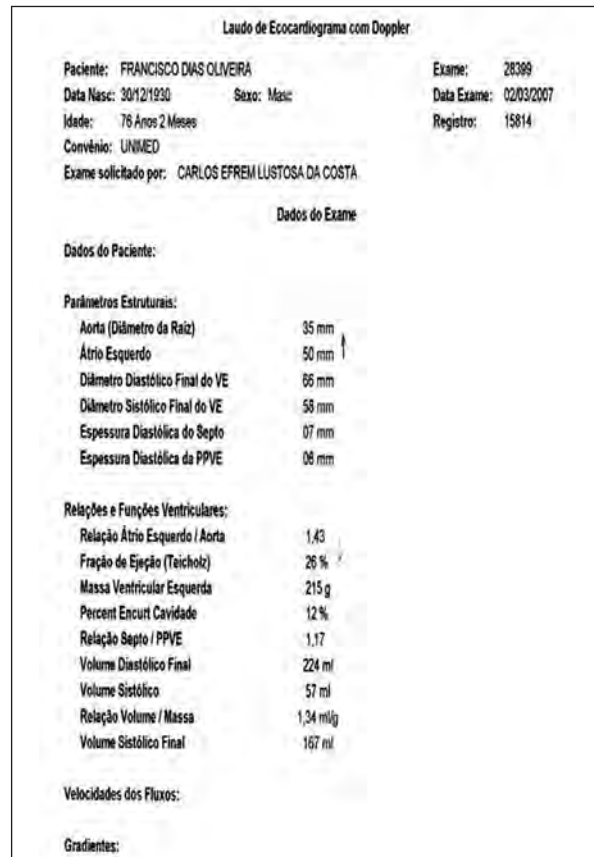 Laudo de Ecocardiograma com Doppler
Paciente: FRANCISCO DIAS OLIVEIRA Exame: 28399
Data Nasc: 30/12/1930 Sexo: Masc Data Exame: 02/03/2007
Idade: 76 Anos 2 Meses Registro: 15814
Convênio: UNIMED
Exame solicitado por: CARLOS EFREM LUSTOSA DA COSTA
Dados do Exame
Dados do Paciente:
Parâmetros Estruturais:
Aorta (Diâmetro da Raiz) 35 mm
Átrio Esquerdo 50 mm
Diâmetro Diastólico Final do VE 66 mm
Diâmetro Sistólico Final do VE 58 mm
Espessura Diastólica do Septo 07 mm
Espessura Diastólica da PPVE 06 mm
Relações e Funções Ventriculares:
Relação Átrio Esquerdo / Aorta 1,43
Fração de Ejeção (Teicholz) 26 %
Massa Ventricular Esquerda 215 g
Percent Encurt Cavidade 12 %
Relação Septo / PPVE 1,17
Volume Diastólico Final 224 ml
Volume Sistólico 57 ml
Relação Volume / Massa 1,34 ml/g
Volume Sistólico Final 167 ml
Velocidades dos Fluxos:
Gradientes: